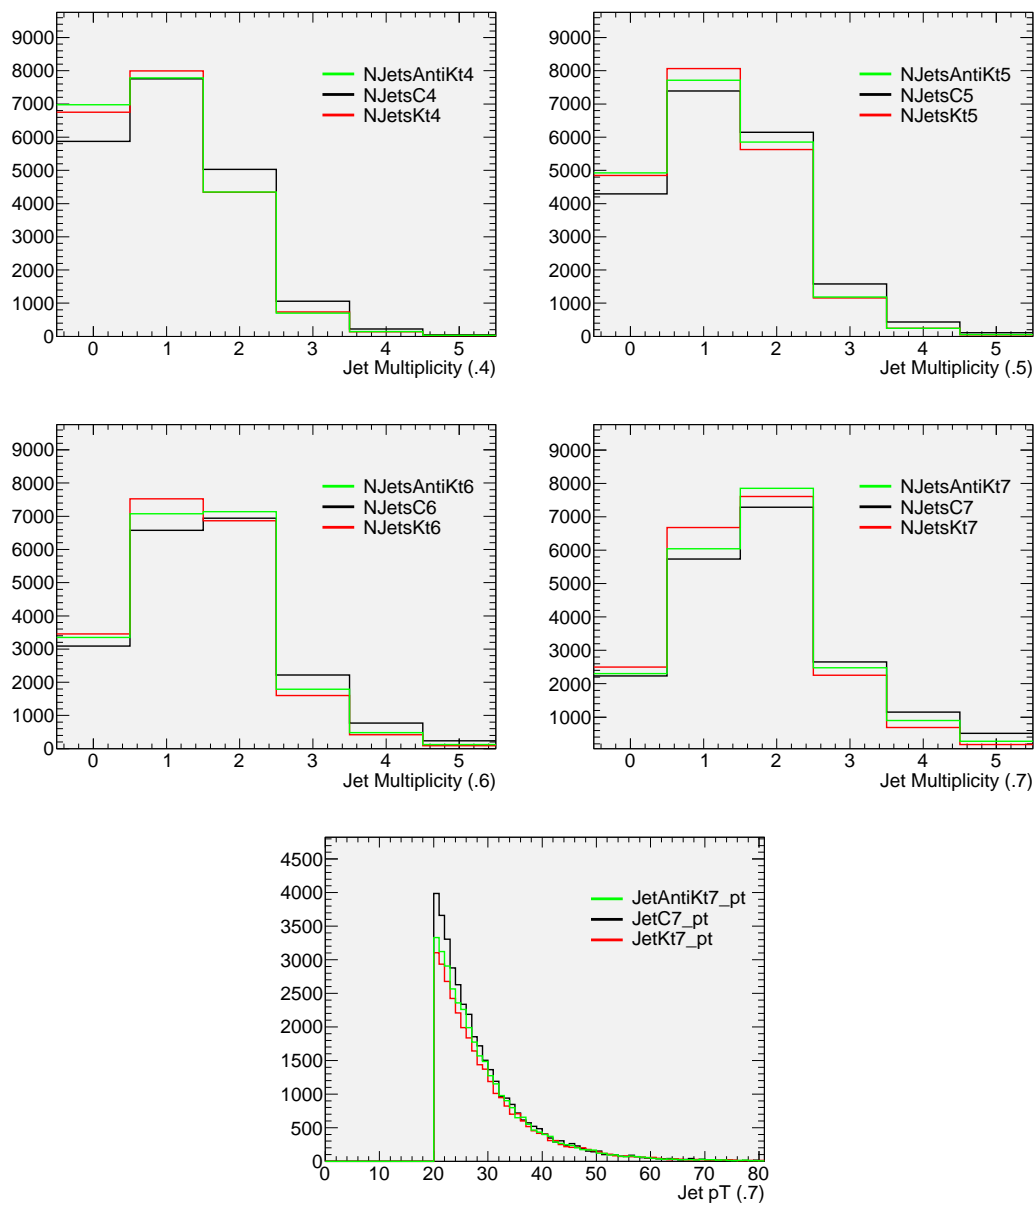 9000
8000
7000
6000
5000
4000
3000
2000
1000
0
NJetsAntiKt4
NJetsC4
NJetsKt4
0 1 2 3 4 5
Jet Multiplicity (.4)
9000
8000
7000
6000
5000
4000
3000
2000
1000
0
NJetsAntiKt5
NJetsC5
NJetsKt5
0 1 2 3 4 5
Jet Multiplicity (.5)
9000
8000
7000
6000
5000
4000
3000
2000
1000
0
NJetsAntiKt6
NJetsC6
NJetsKt6
0 1 2 3 4 5
Jet Multiplicity (.6)
9000
8000
7000
6000
5000
4000
3000
2000
1000
NJetsAntiKt7
NJetsC7
NJetsKt7
0 1 2 3 4 5
Jet Multiplicity (.7)
4500
4000
3500
3000
2500
2000
1500
1000
500
0
JetAntiKt7_pt
JetC7_pt
JetKt7_pt
0 10 20 30 40 50 60 70 80
Jet pT (.7)